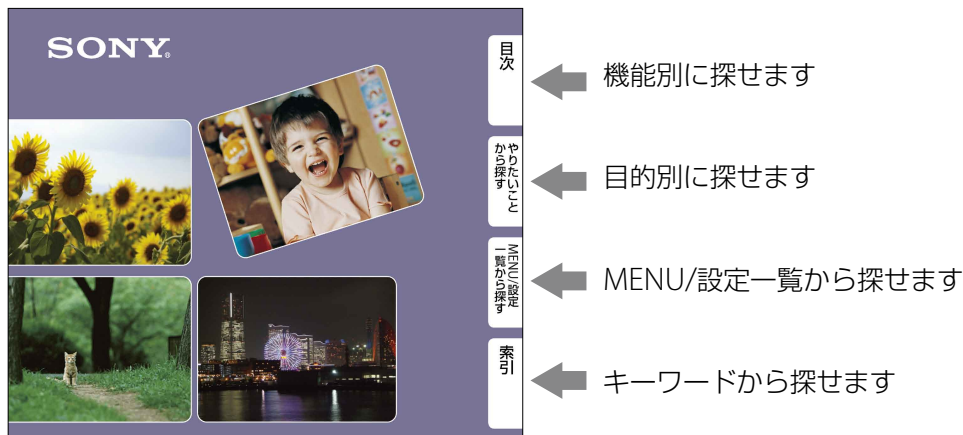 SONY
目次
機能別に探せます
やりたいこと
から探す
目的別に探せます
MENU/設定
一覧から探す
MENU/設定一覧から探せます
索引
キーワードから探せます